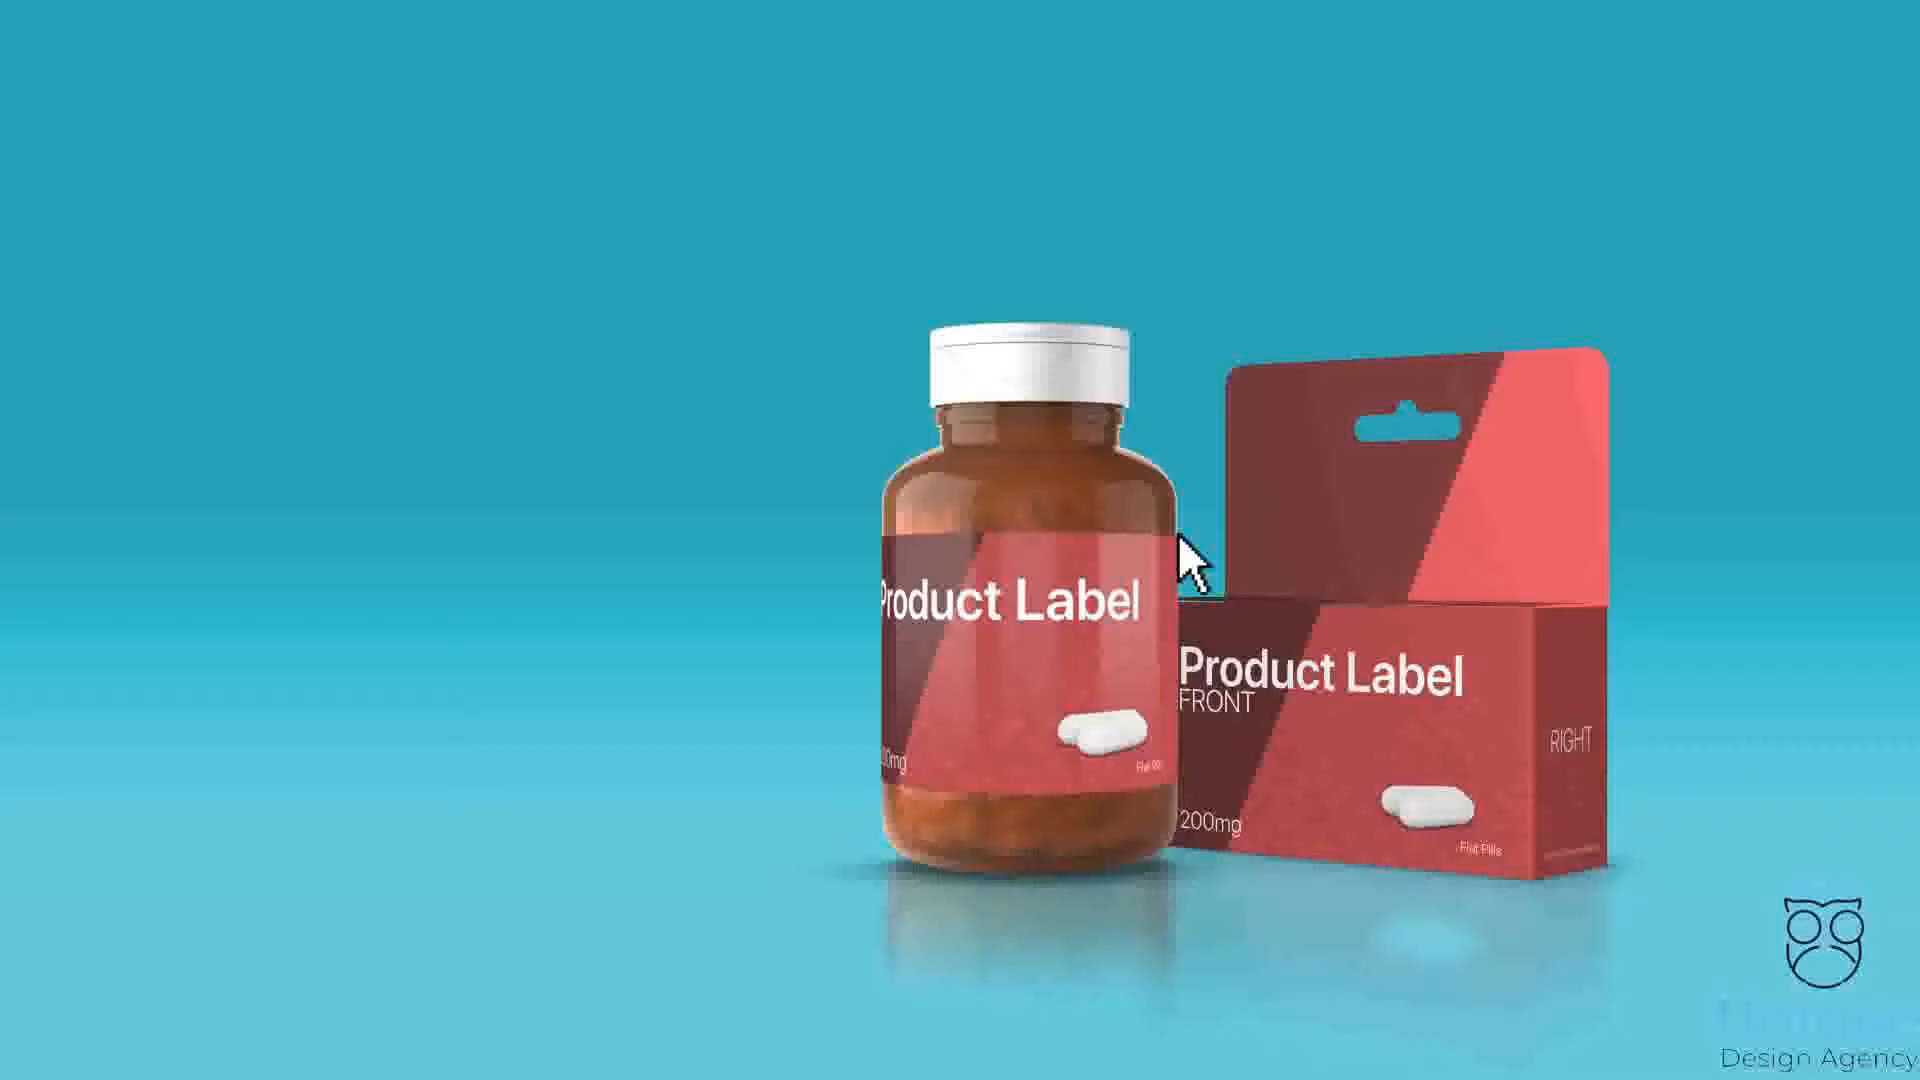 Product Label
Product Label
FRONT
RIGHT
200mg
Flat Pills
Design Agency